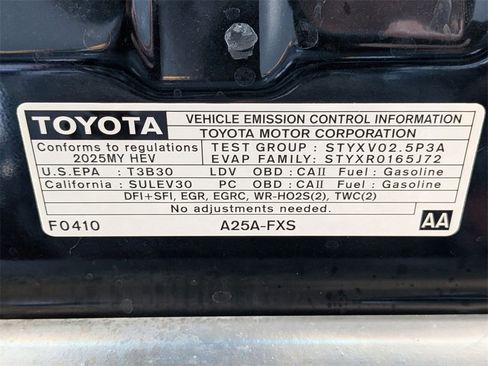 TOYOTA VEHICLE EMISSION CONTROL INFORMATION
TOYOTA MOTOR CORPORATION
Conforms to regulations TEST GROUP : STYXV02.5P3A
2025MY HEV EVAP FAMILY: STYXR0165J72
U.S.EPA : T3B30 LDV OBD : CAII Fuel : Gasoline
California : SULEV30 PC OBD : CAII Fuel : Gasoline
DFI+SFI, EGR, EGRC, WR-HO2S(2), TWC(2)
No adjustments needed.
F0410 A25A-FXS AA